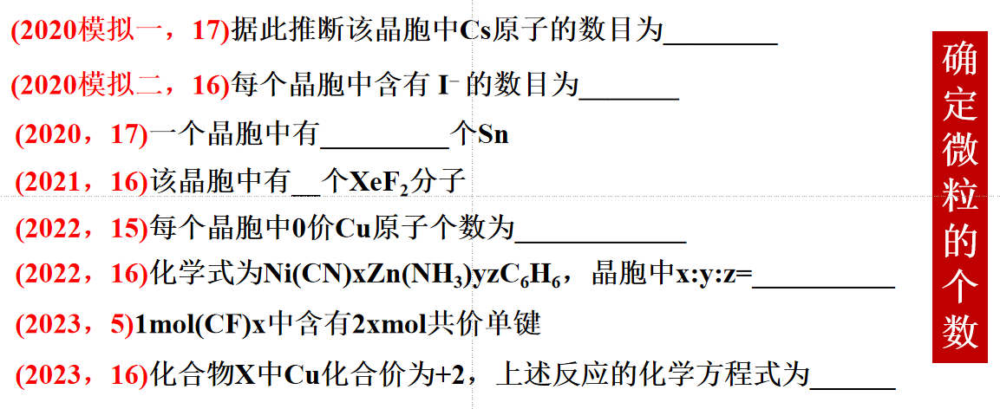 (2020模拟一，17)据此推断该晶胞中Cs原子的数目为________
(2020模拟二，16)每个晶胞中含有 I⁻ 的数目为_______
(2020，17)一个晶胞中有_________个Sn
(2021，16)该晶胞中有__个XeF₂分子
(2022，15)每个晶胞中0价Cu原子个数为____________
(2022，16)化学式为Ni(CN)xZn(NH₃)yzC₆H₆，晶胞中x:y:z=__________
(2023，5)1mol(CF)x中含有2xmol共价单键
(2023，16)化合物X中Cu化合价为+2，上述反应的化学方程式为______
确定微粒的个数